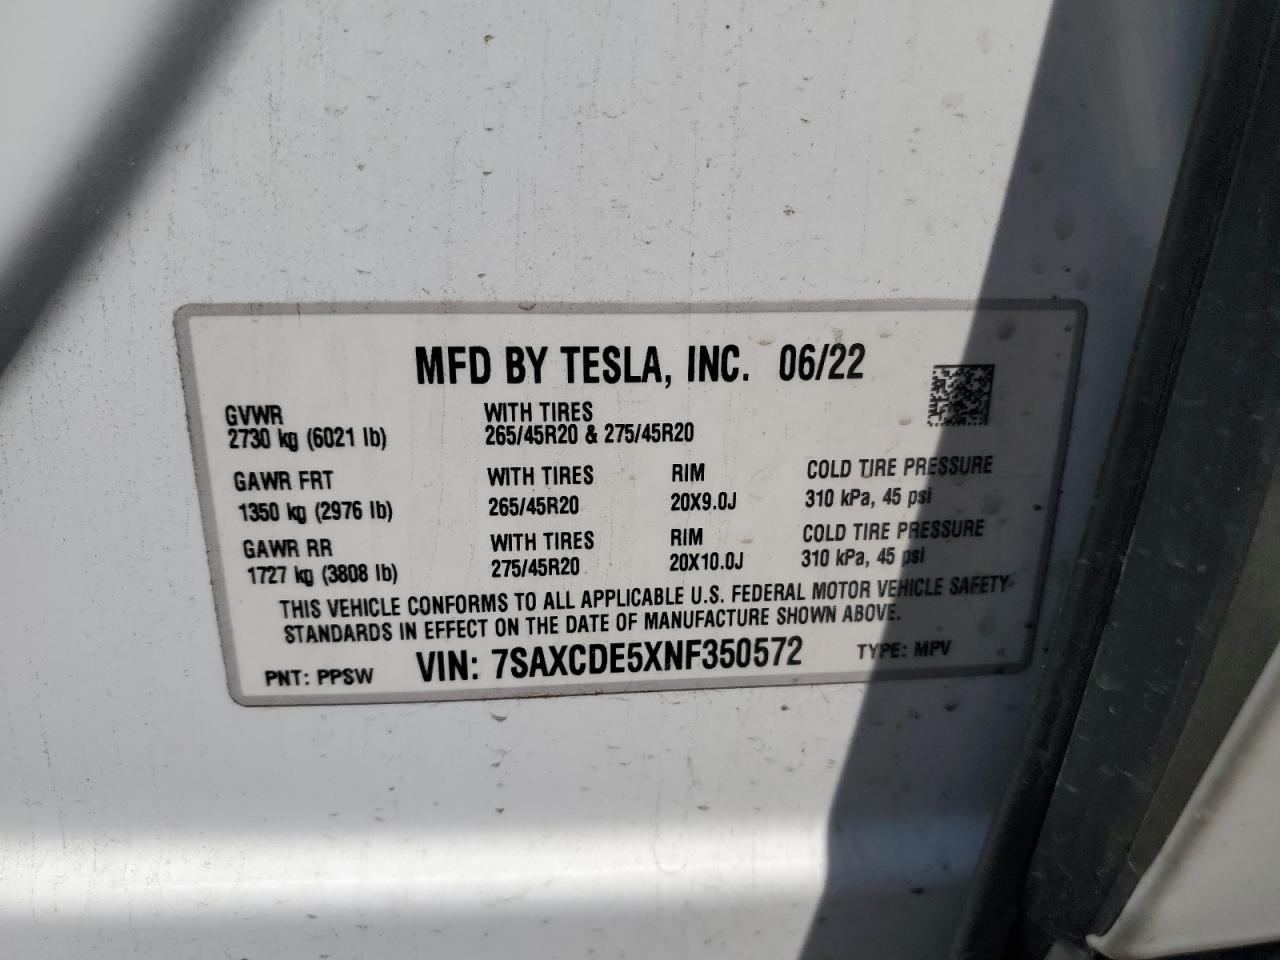 MFD BY TESLA, INC. 06/22
GVWR WITH TIRES
2730 kg (6021 lb) 265/45R20 & 275/45R20
GAWR FRT WITH TIRES RIM COLD TIRE PRESSURE
1350 kg (2976 lb) 265/45R20 20X9.0J 310 kPa, 45 psi
GAWR RR WITH TIRES RIM COLD TIRE PRESSURE
1727 kg (3808 lb) 275/45R20 20X10.0J 310 kPa, 45 psi
THIS VEHICLE CONFORMS TO ALL APPLICABLE U.S. FEDERAL MOTOR VEHICLE SAFETY
STANDARDS IN EFFECT ON THE DATE OF MANUFACTURE SHOWN ABOVE.
PNT: PPSW VIN: 7SAXCDE5XNF350572 TYPE: MPV